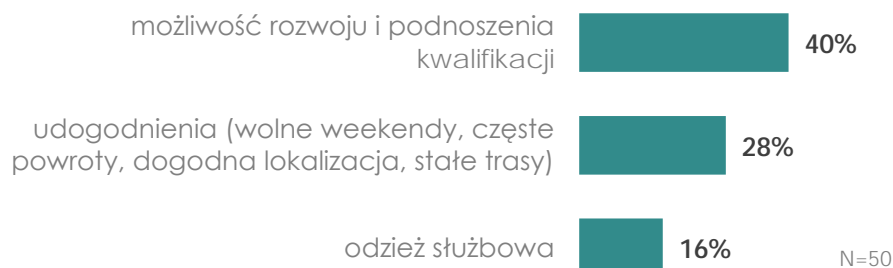 możliwość rozwoju i podnoszenia
kwalifikacji
40%
udogodnienia (wolne weekendy, częste
powroty, dogodna lokalizacja, stałe trasy)
28%
odzież służbowa
16%
N=50